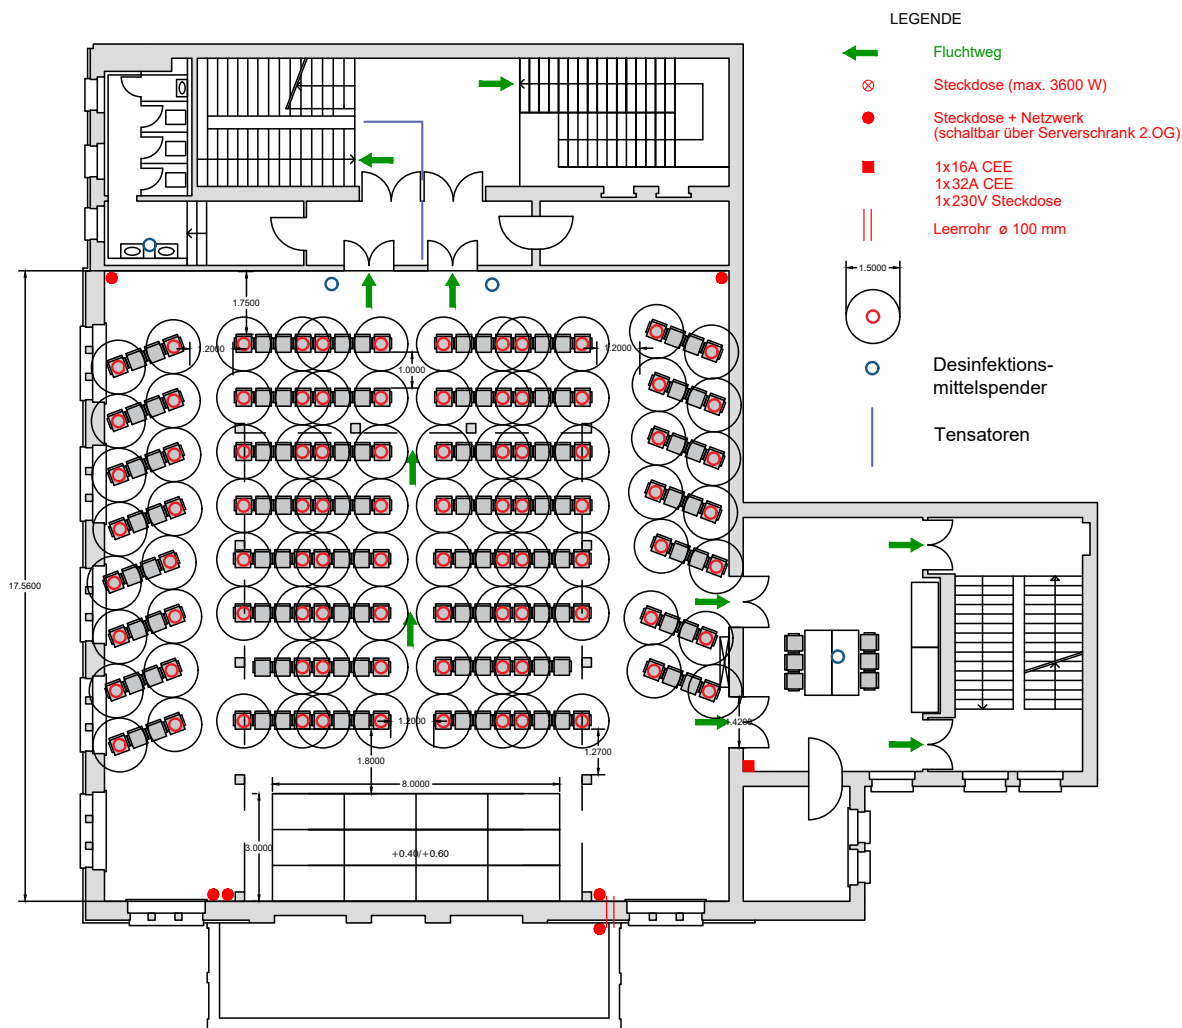 LEGENDE
Fluchtweg
Steckdose (max. 3600 W)
Steckdose + Netzwerk
(schaltbar über Serverschrank 2.OG)
1x16A CEE
1x32A CEE
1x230V Steckdose
Leerrohr ø 100 mm
1.5000
Desinfektions-
mittelspender
Tensatoren
1.7500
1.2000
1.2000
1.0000
17.5600
1.2000
1.4200
1.2700
1.8000
8.0000
3.0000
+0.40/+0.60